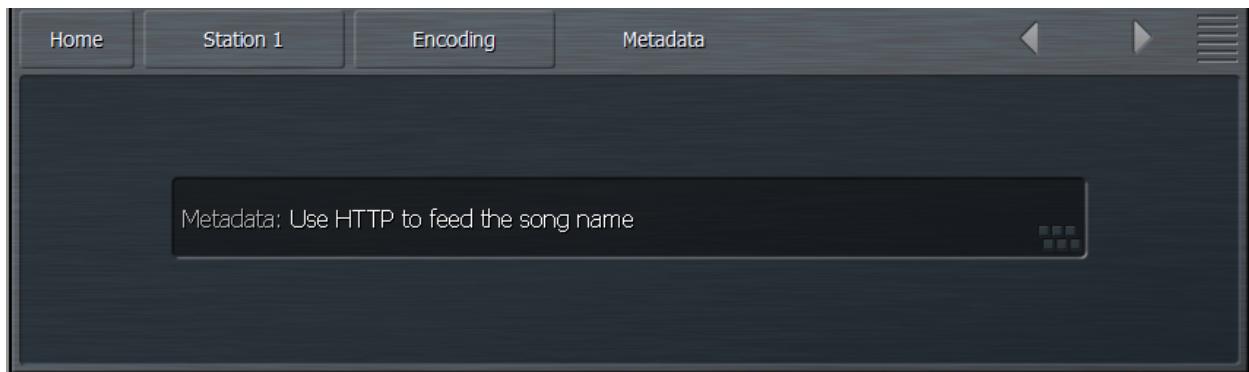 Home Station 1 Encoding Metadata
Metadata: Use HTTP to feed the song name